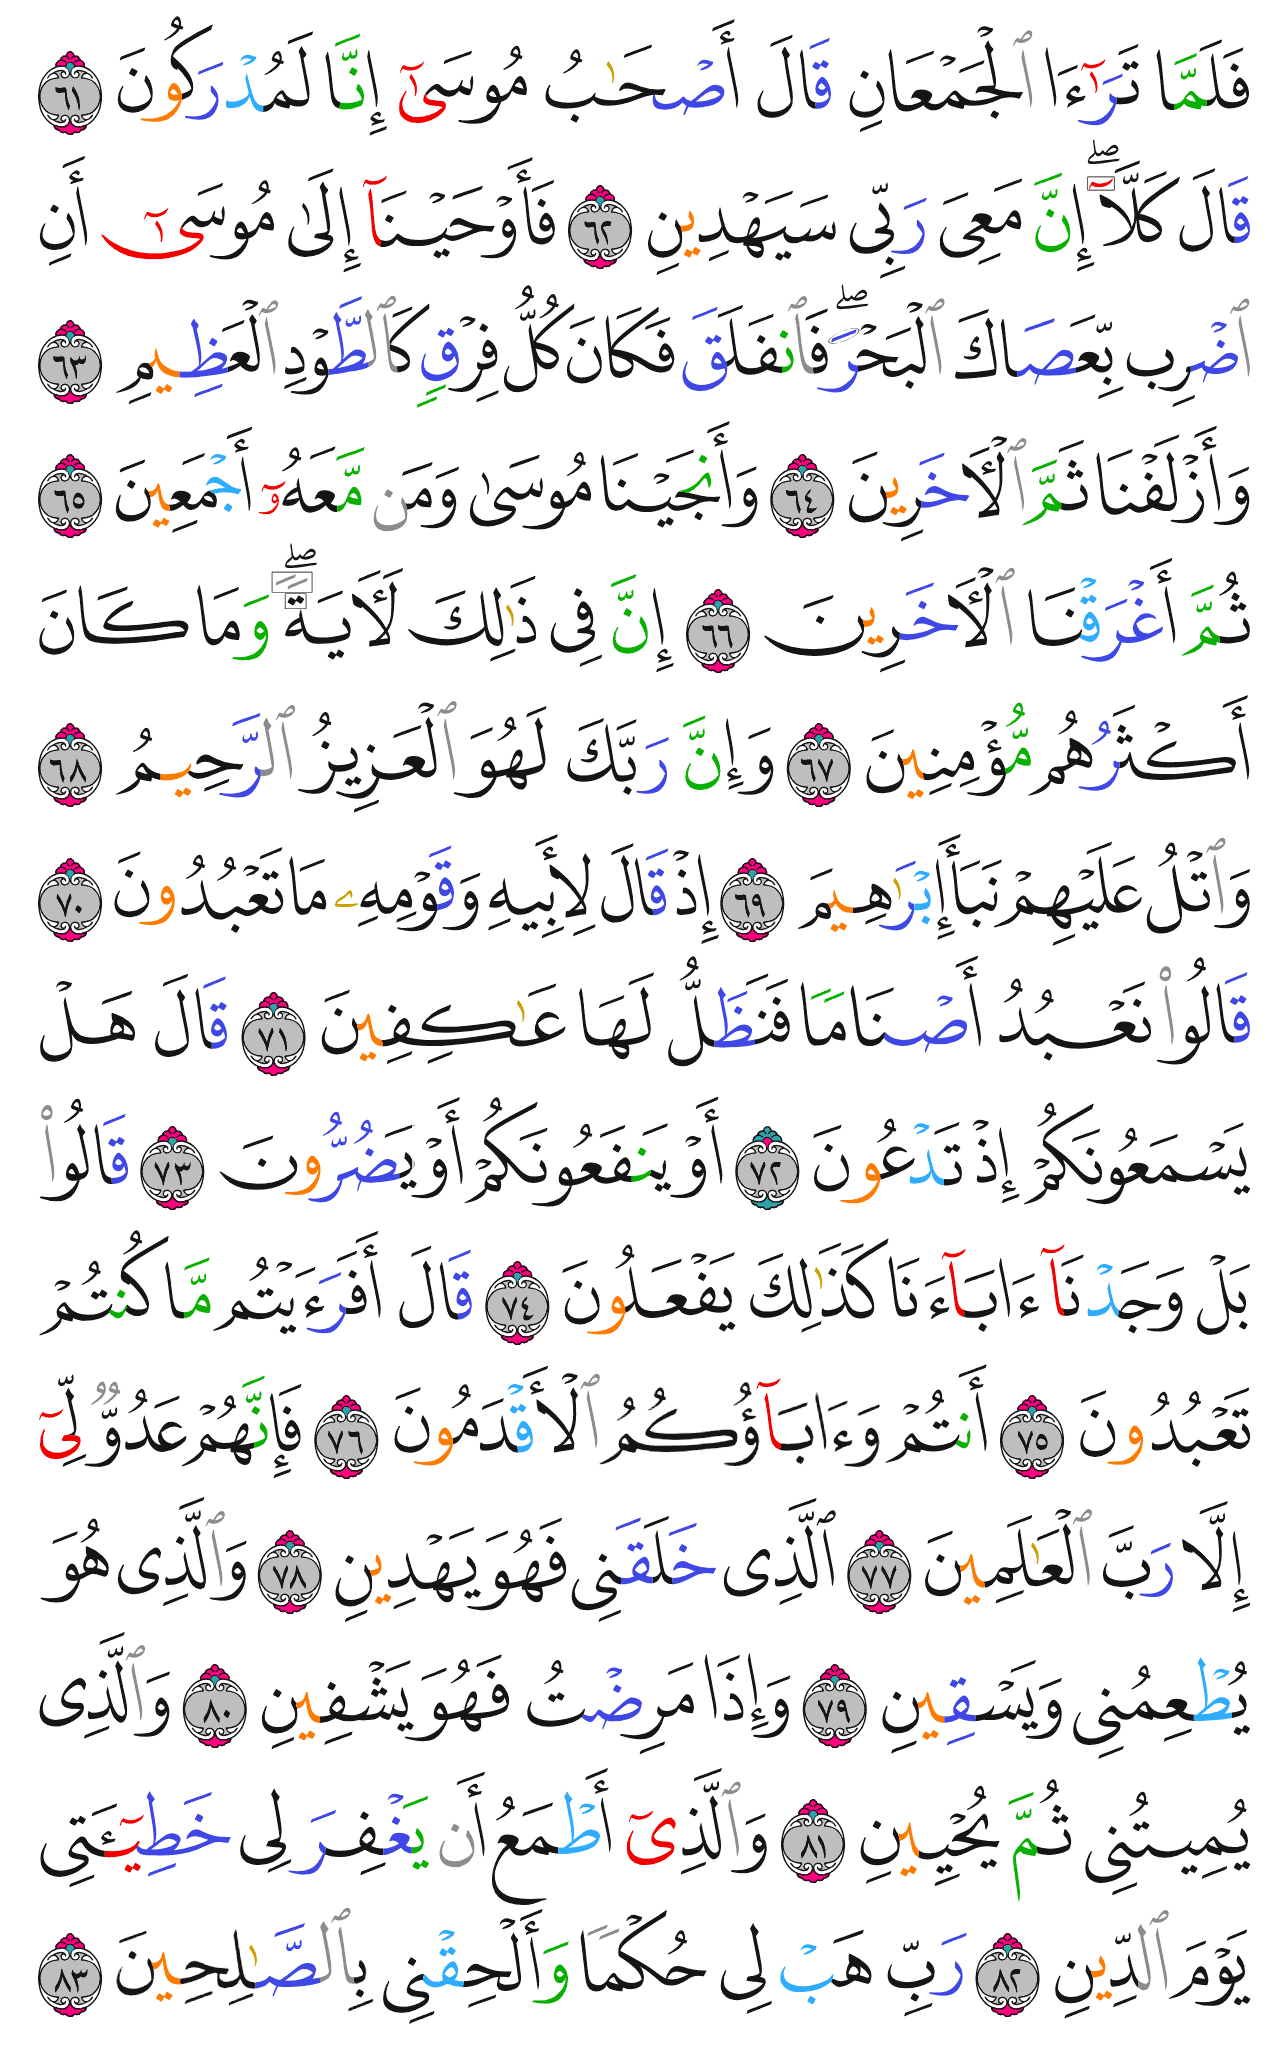 فَلَمَّا تَرَٰٓءَا ٱلْجَمْعَانِ قَالَ أَصْحَـٰبُ مُوسَىٰٓ إِنَّا لَمُدْرَكُونَ ٦١
قَالَ كَلَّآ ۖ إِنَّ مَعِىَ رَبِّى سَيَهْدِينِ ٦٢ فَأَوْحَيْنَآ إِلَىٰ مُوسَىٰٓ أَنِ
ٱضْرِب بِّعَصَاكَ ٱلْبَحْرَ ۖ فَٱنفَلَقَ فَكَانَ كُلُّ فِرْقٍ كَٱلطَّوْدِ ٱلْعَظِيمِ ٦٣
وَأَزْلَفْنَا ثَمَّ ٱلْـَٔاخَرِينَ ٦٤ وَأَنجَيْنَا مُوسَىٰ وَمَن مَّعَهُۥٓ أَجْمَعِينَ ٦٥
ثُمَّ أَغْرَقْنَا ٱلْـَٔاخَرِينَ ٦٦ إِنَّ فِى ذَٰلِكَ لَـَٔايَةً ۖ وَمَا كَانَ
أَكْثَرُهُم مُّؤْمِنِينَ ٦٧ وَإِنَّ رَبَّكَ لَهُوَ ٱلْعَزِيزُ ٱلرَّحِيمُ ٦٨
وَٱتْلُ عَلَيْهِمْ نَبَأَ إِبْرَٰهِيمَ ٦٩ إِذْ قَالَ لِأَبِيهِ وَقَوْمِهِۦ مَا تَعْبُدُونَ ٧٠
قَالُوا۟ نَعْبُدُ أَصْنَامًا فَنَظَلُّ لَهَا عَـٰكِفِينَ ٧١ قَالَ هَلْ
يَسْمَعُونَكُمْ إِذْ تَدْعُونَ ٧٢ أَوْ يَنفَعُونَكُمْ أَوْ يَضُرُّونَ ٧٣ قَالُوا۟
بَلْ وَجَدْنَآ ءَابَآءَنَا كَذَٰلِكَ يَفْعَلُونَ ٧٤ قَالَ أَفَرَءَيْتُم مَّا كُنتُمْ
تَعْبُدُونَ ٧٥ أَنتُمْ وَءَابَآؤُكُمُ ٱلْأَقْدَمُونَ ٧٦ فَإِنَّهُمْ عَدُوٌّ لِّىٓ
إِلَّا رَبَّ ٱلْعَـٰلَمِينَ ٧٧ ٱلَّذِى خَلَقَنِى فَهُوَ يَهْدِينِ ٧٨ وَٱلَّذِى هُوَ
يُطْعِمُنِى وَيَسْقِينِ ٧٩ وَإِذَا مَرِضْتُ فَهُوَ يَشْفِينِ ٨٠ وَٱلَّذِى
يُمِيتُنِى ثُمَّ يُحْيِينِ ٨١ وَٱلَّذِىٓ أَطْمَعُ أَن يَغْفِرَ لِى خَطِيٓـَٔتِى
يَوْمَ ٱلدِّينِ ٨٢ رَبِّ هَبْ لِى حُكْمًا وَأَلْحِقْنِى بِٱلصَّـٰلِحِينَ ٨٣